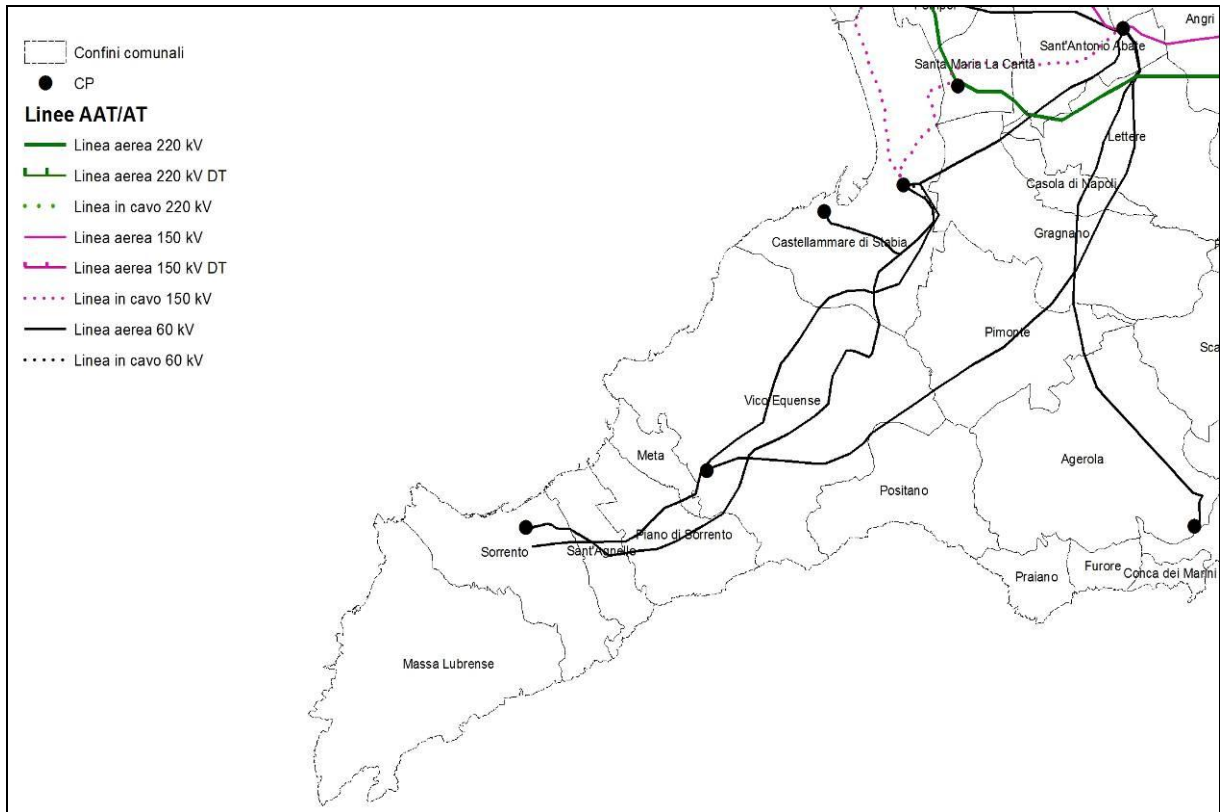 Confini comunali
CP
Linee AAT/AT
Linea aerea 220 kV
Linea aerea 220 kV DT
Linea in cavo 220 kV
Linea aerea 150 kV
Linea aerea 150 kV DT
Linea in cavo 150 kV
Linea aerea 60 kV
Linea in cavo 60 kV
Angri
Sant'Antonio Abate
Santa Maria La Carità
Lettere
Casola di Napoli
Gragnano
Castellammare di Stabia
Pimonte
Sca
Vico Equense
Meta
Agerola
Positano
Piano di Sorrento
Sant'Agnello
Sorrento
Praiano
Furore
Conca dei Marini
Massa Lubrense